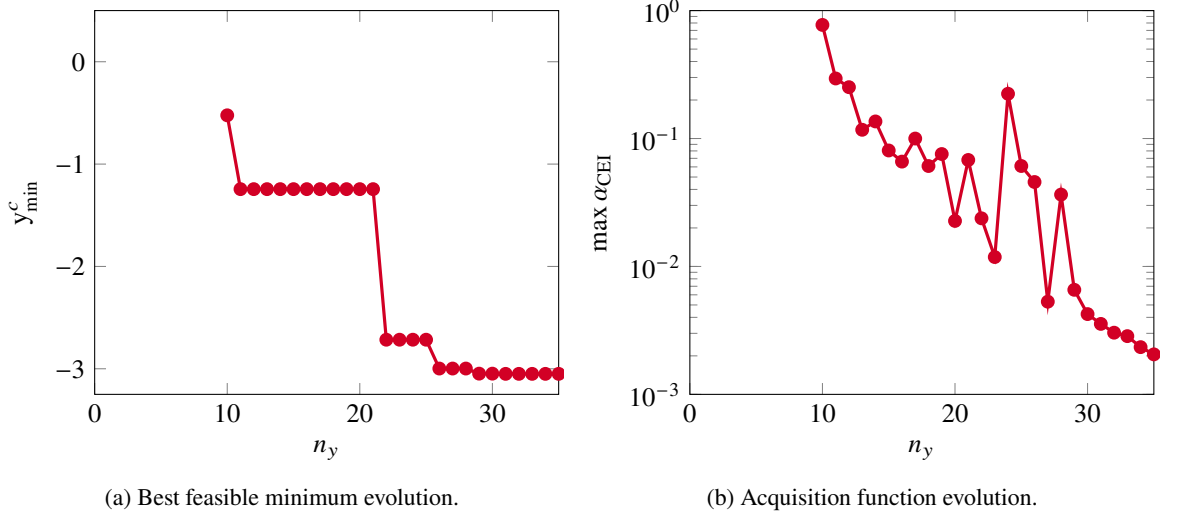 0
−1
−2
−3
0
10
20
30
y^c_min
n_y
(a) Best feasible minimum evolution.
10^0
10^−1
10^−2
10^−3
0
10
20
30
max α_CEI
n_y
(b) Acquisition function evolution.